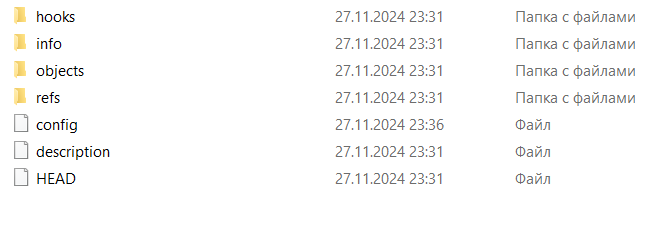 hooks 27.11.2024 23:31 Папка с файлами
info 27.11.2024 23:31 Папка с файлами
objects 27.11.2024 23:31 Папка с файлами
refs 27.11.2024 23:31 Папка с файлами
config 27.11.2024 23:36 Файл
description 27.11.2024 23:31 Файл
HEAD 27.11.2024 23:31 Файл